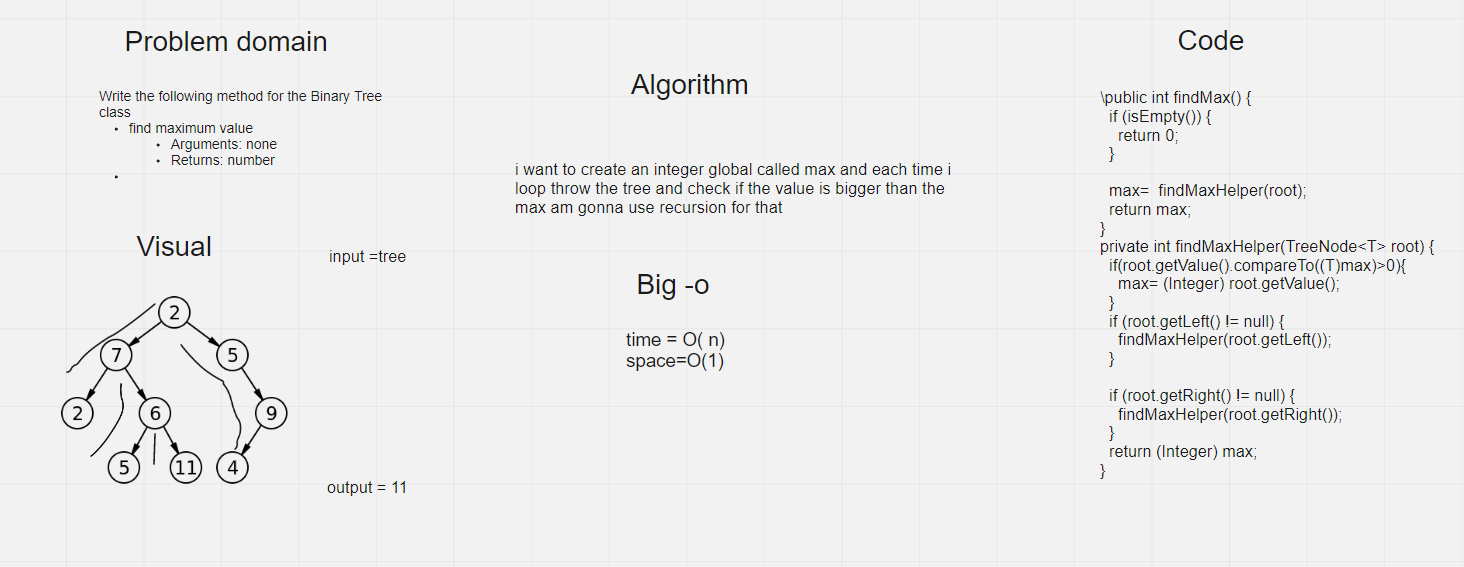 Problem domain
Write the following method for the Binary Tree
class
• find maximum value
• Arguments: none
• Returns: number
•
Visual
input =tree
2
7
5
2
6
9
5
11
4
output = 11
Algorithm
i want to create an integer global called max and each time i
loop throw the tree and check if the value is bigger than the
max am gonna use recursion for that
Big -o
time = O( n)
space=O(1)
Code
\public int findMax() {
if (isEmpty()) {
return 0;
}
max=  findMaxHelper(root);
return max;
}
private int findMaxHelper(TreeNode<T> root) {
if(root.getValue().compareTo((T)max)>0){
max= (Integer) root.getValue();
}
if (root.getLeft() != null) {
findMaxHelper(root.getLeft());
}
if (root.getRight() != null) {
findMaxHelper(root.getRight());
}
return (Integer) max;
}